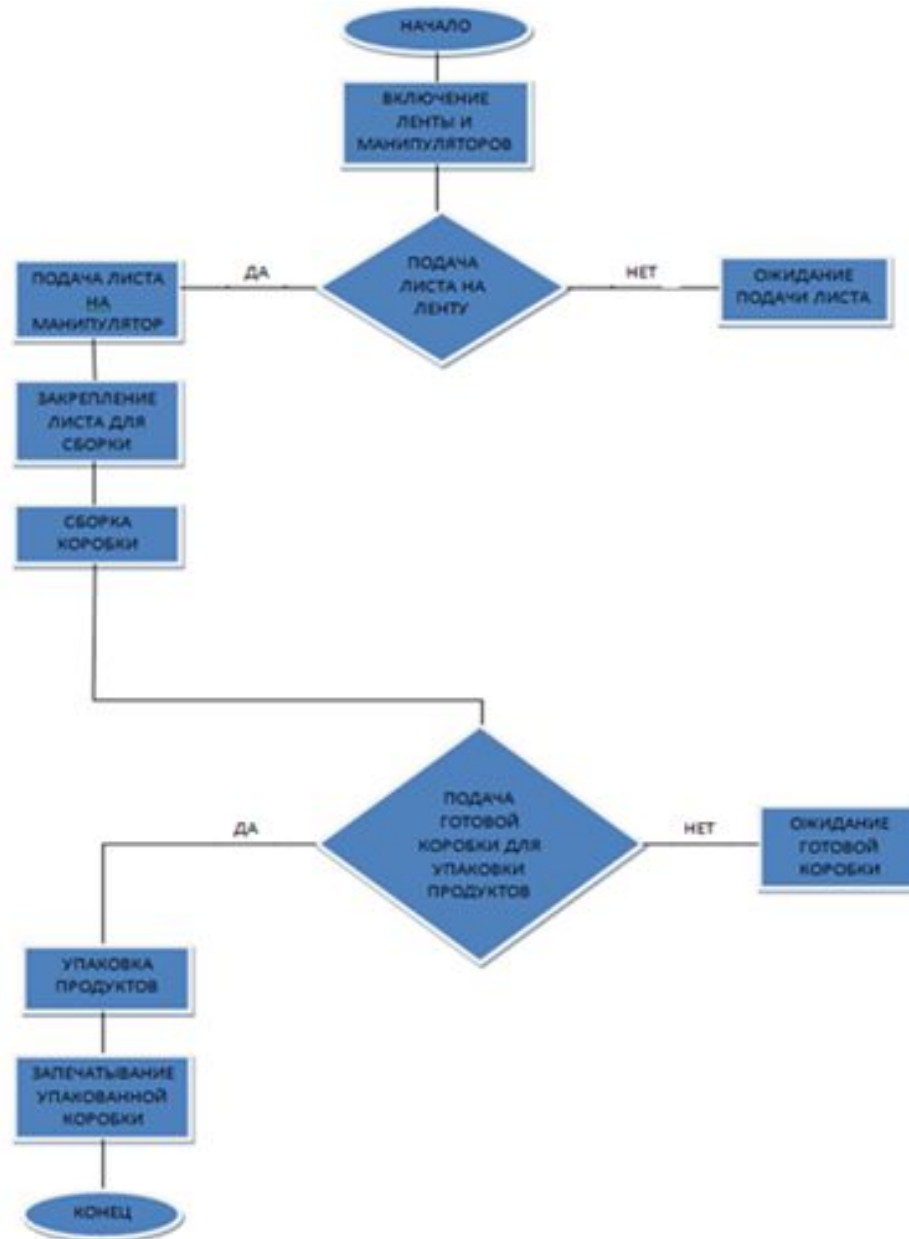 НАЧАЛО
ВКЛЮЧЕНИЕ
ЛЕНТЫ И
МАНИПУЛЯТОРОВ
ПОДАЧА
ЛИСТА НА
ЛЕНТУ
ДА
НЕТ
ПОДАЧА ЛИСТА
НА
МАНИПУЛЯТОР
ОЖИДАНИЕ
ПОДАЧИ ЛИСТА
ЗАКРЕПЛЕНИЕ
ЛИСТА ДЛЯ
СБОРКИ
СБОРКА
КОРОБКИ
ПОДАЧА
ГОТОВОЙ
КОРОБКИ ДЛЯ
УПАКОВКИ
ПРОДУКТОВ
ДА
НЕТ
ОЖИДАНИЕ
ГОТОВОЙ
КОРОБКИ
УПАКОВКА
ПРОДУКТОВ
ЗАПЕЧАТЫВАНИЕ
УПАКОВАННОЙ
КОРОБКИ
КОНЕЦ